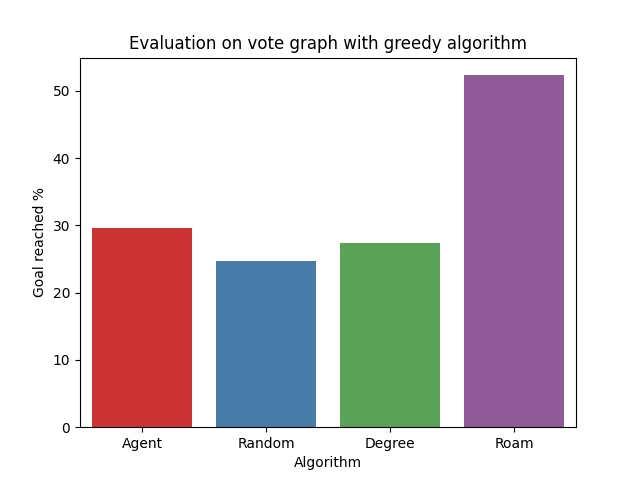 Evaluation on vote graph with greedy algorithm
Goal reached %
50
40
30
20
10
0
Agent Random Degree Roam
Algorithm